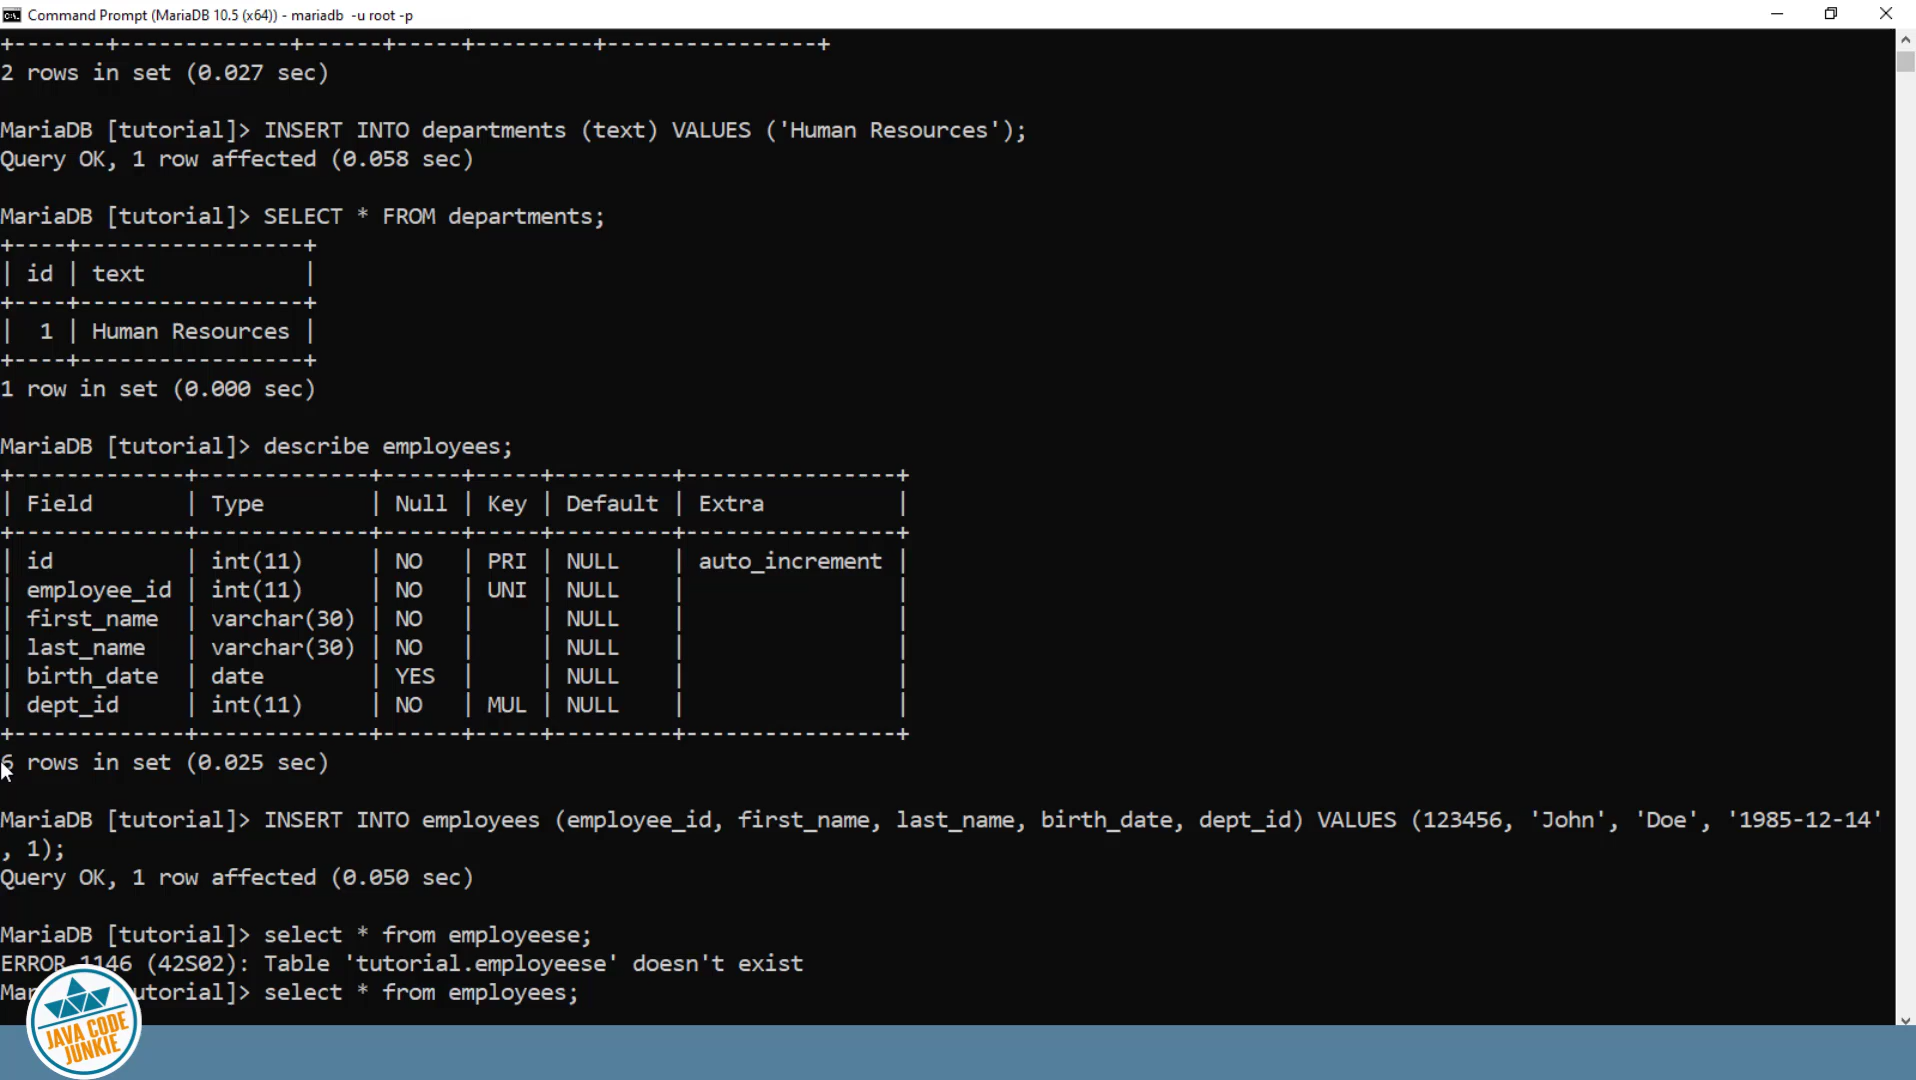 Command Prompt (MariaDB 10.5 (x64)) - mariadb  -u root -p
+-------+-------------+------+-----+---------+----------------+
2 rows in set (0.027 sec)
MariaDB [tutorial]> INSERT INTO departments (text) VALUES ('Human Resources');
Query OK, 1 row affected (0.058 sec)
MariaDB [tutorial]> SELECT * FROM departments;
+----+-----------------+
| id | text            |
+----+-----------------+
|  1 | Human Resources |
+----+-----------------+
1 row in set (0.000 sec)
MariaDB [tutorial]> describe employees;
+-------------+-------------+------+-----+---------+----------------+
| Field       | Type        | Null | Key | Default | Extra          |
+-------------+-------------+------+-----+---------+----------------+
| id          | int(11)     | NO   | PRI | NULL    | auto_increment |
| employee_id | int(11)     | NO   | UNI | NULL    |                |
| first_name  | varchar(30) | NO   |     | NULL    |                |
| last_name   | varchar(30) | NO   |     | NULL    |                |
| birth_date  | date        | YES  |     | NULL    |                |
| dept_id     | int(11)     | NO   | MUL | NULL    |                |
+-------------+-------------+------+-----+---------+----------------+
6 rows in set (0.025 sec)
MariaDB [tutorial]> INSERT INTO employees (employee_id, first_name, last_name, birth_date, dept_id) VALUES (123456, 'John', 'Doe', '1985-12-14'
, 1);
Query OK, 1 row affected (0.050 sec)
MariaDB [tutorial]> select * from employeese;
ERROR 1146 (42S02): Table 'tutorial.employeese' doesn't exist
Ma utorial]> select * from employees;
JAVA CODE
JUNKIE